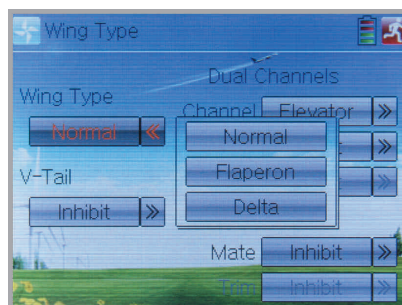 Wing Type
Dual Channels
Wing Type
Channel Elevator
Normal
Normal
Flaperon
V-Tail
Inhibit
Delta
Mate Inhibit
Trim Inhibit